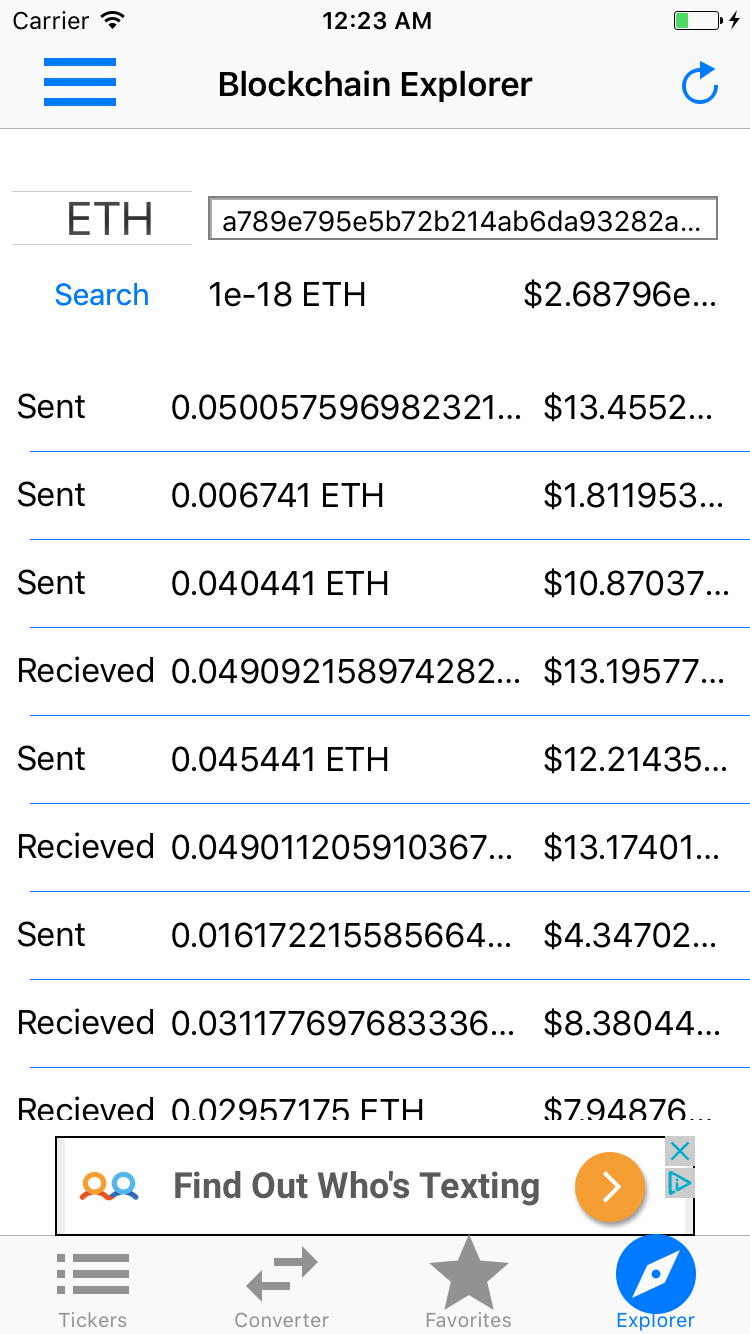 Carrier 12:23 AM
Blockchain Explorer
ETH a789e795e5b72b214ab6da93282a...
Search 1e-18 ETH $2.68796e...
Sent 0.050057596982321... $13.4552...
Sent 0.006741 ETH $1.811953...
Sent 0.040441 ETH $10.87037...
Recieved 0.049092158974282... $13.19577...
Sent 0.045441 ETH $12.21435...
Recieved 0.049011205910367... $13.17401...
Sent 0.016172215585664... $4.34702...
Recieved 0.031177697683336... $8.38044...
Recieved 0.02957175 ETH $7.94876...
Find Out Who's Texting
Tickers Converter Favorites Explorer